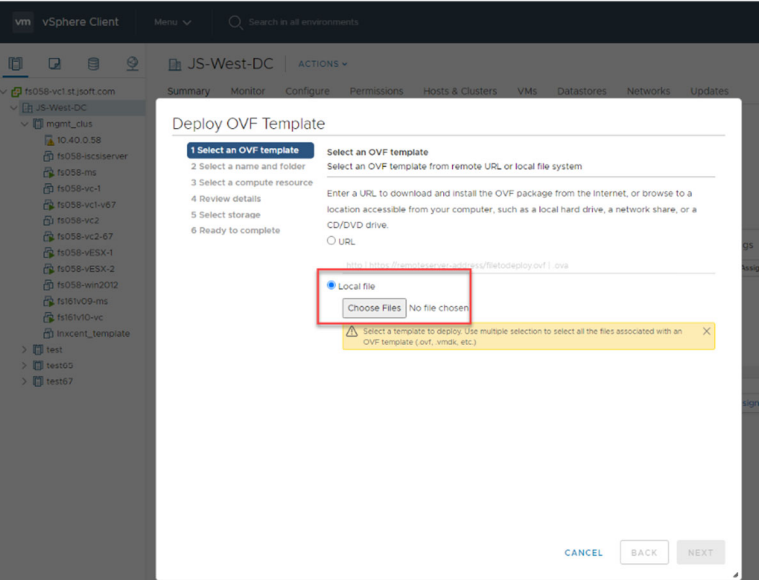 vm vSphere Client Menu Search in all environments
JS-West-DC ACTIONS
Summary Monitor Configure Permissions Hosts & Clusters VMs Datastores Networks Updates
fs058-vc1.st.jsoft.com
JS-West-DC
mgmt_clus
10.40.0.58
fs058-iscsiserver
fs058-ms
fs058-vc-1
fs058-vc1-v67
fs058-vc2
fs058-vc2-67
fs058-vESX-1
fs058-vESX-2
fs058-win2012
fs161v09-ms
fs161v10-vc
lnxcent_template
test
test65
test67
Deploy OVF Template
1 Select an OVF template
2 Select a name and folder
3 Select a compute resource
4 Review details
5 Select storage
6 Ready to complete
Select an OVF template
Select an OVF template from remote URL or local file system
Enter a URL to download and install the OVF package from the Internet, or browse to a
location accessible from your computer, such as a local hard drive, a network share, or a
CD/DVD drive.
URL
http | https://remoteserver-address/filetodeploy.ovf | .ova
Local file
Choose Files No file chosen
Select a template to deploy. Use multiple selection to select all the files associated with an
OVF template (.ovf, .vmdk, etc.)
CANCEL BACK NEXT